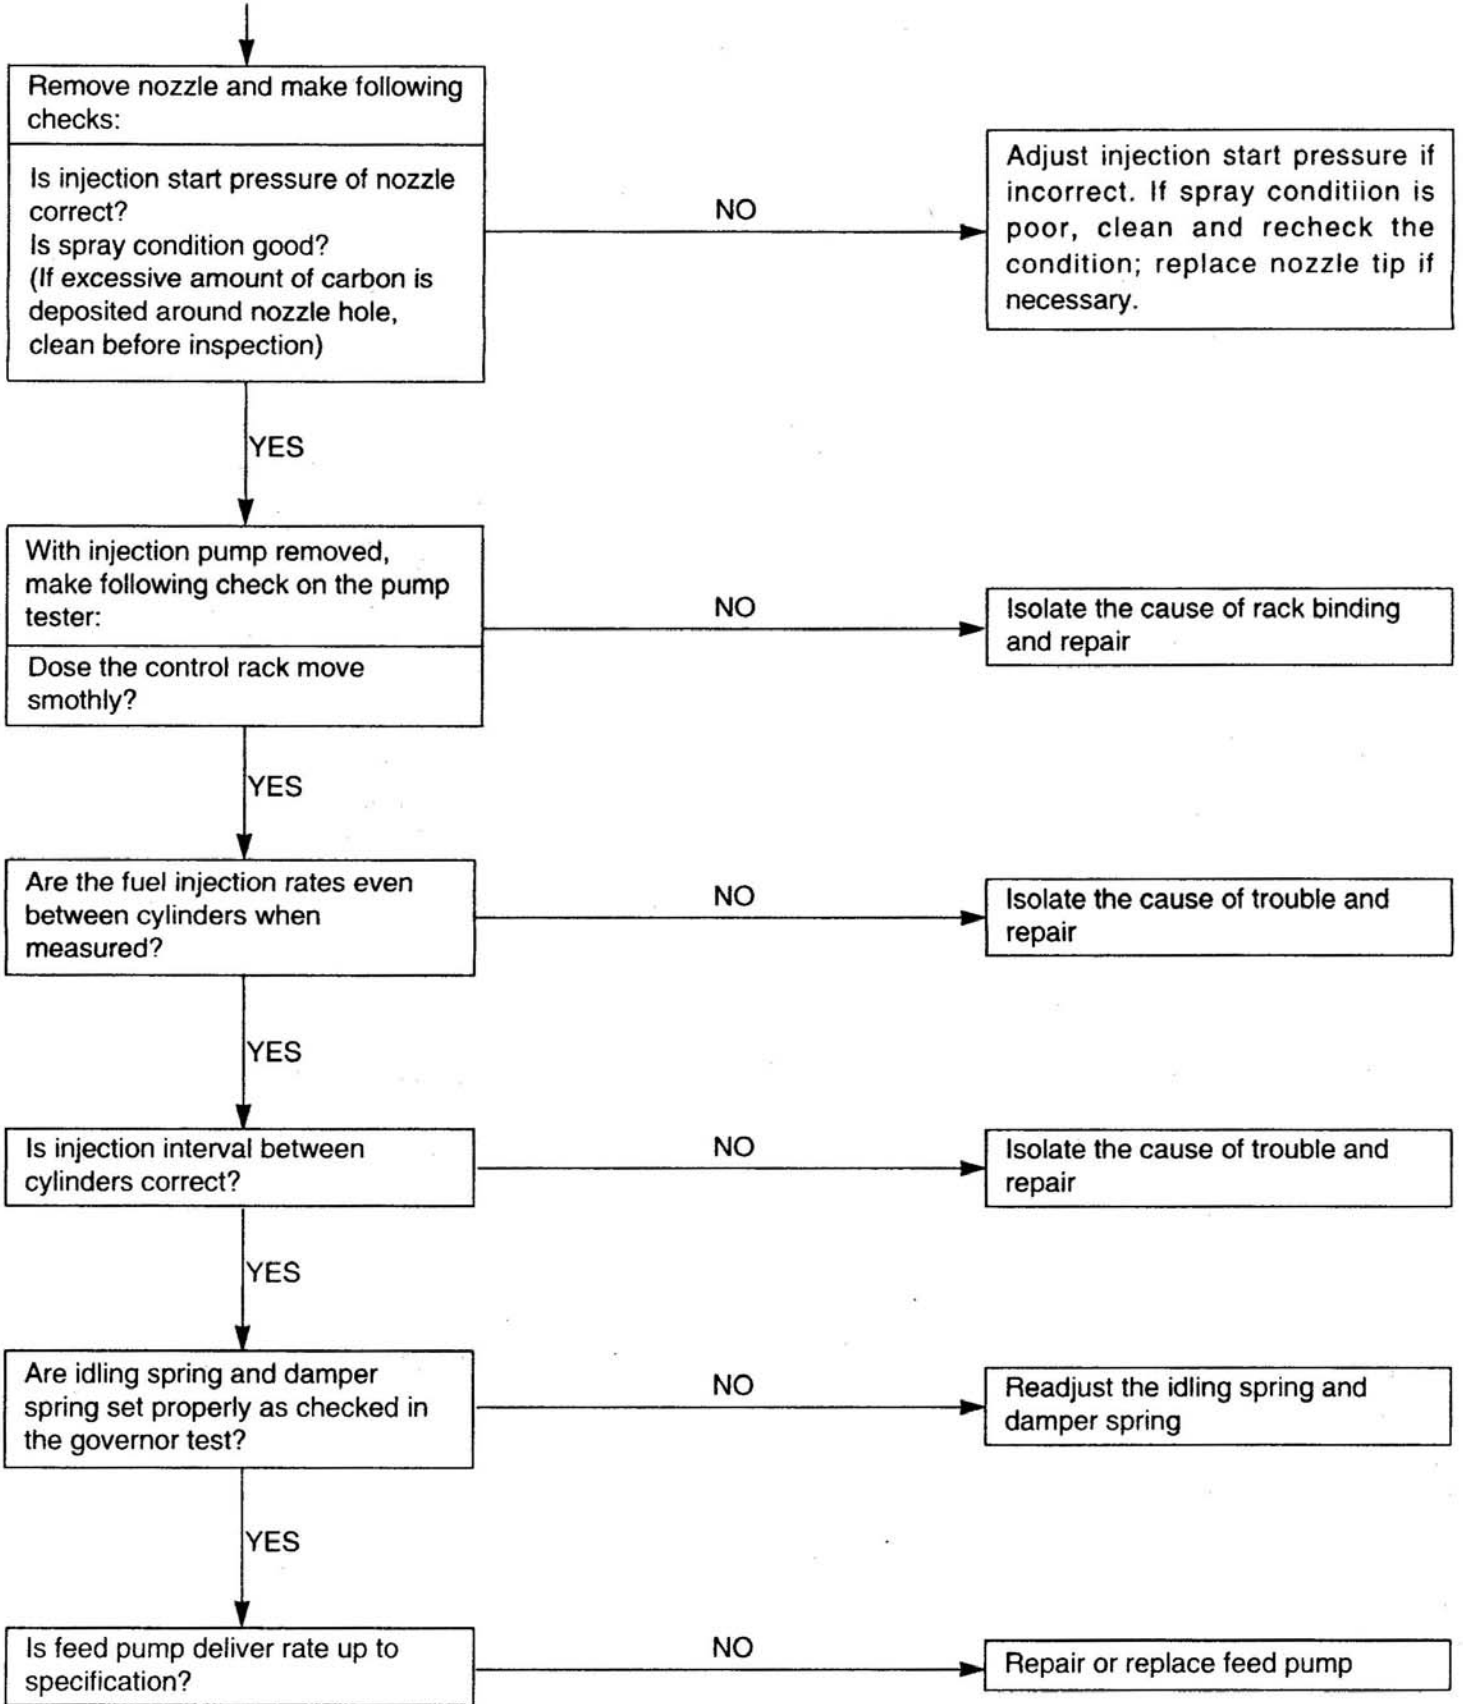 Remove nozzle and make following
checks:
Is injection start pressure of nozzle
correct?
Is spray condition good?
(If excessive amount of carbon is
deposited around nozzle hole,
clean before inspection)
NO
Adjust injection start pressure if
incorrect. If spray conditiion is
poor, clean and recheck the
condition; replace nozzle tip if
necessary.
YES
With injection pump removed,
make following check on the pump
tester:
Dose the control rack move
smothly?
NO
Isolate the cause of rack binding
and repair
YES
Are the fuel injection rates even
between cylinders when
measured?
NO
Isolate the cause of trouble and
repair
YES
Is injection interval between
cylinders correct?
NO
Isolate the cause of trouble and
repair
YES
Are idling spring and damper
spring set properly as checked in
the governor test?
NO
Readjust the idling spring and
damper spring
YES
Is feed pump deliver rate up to
specification?
NO
Repair or replace feed pump